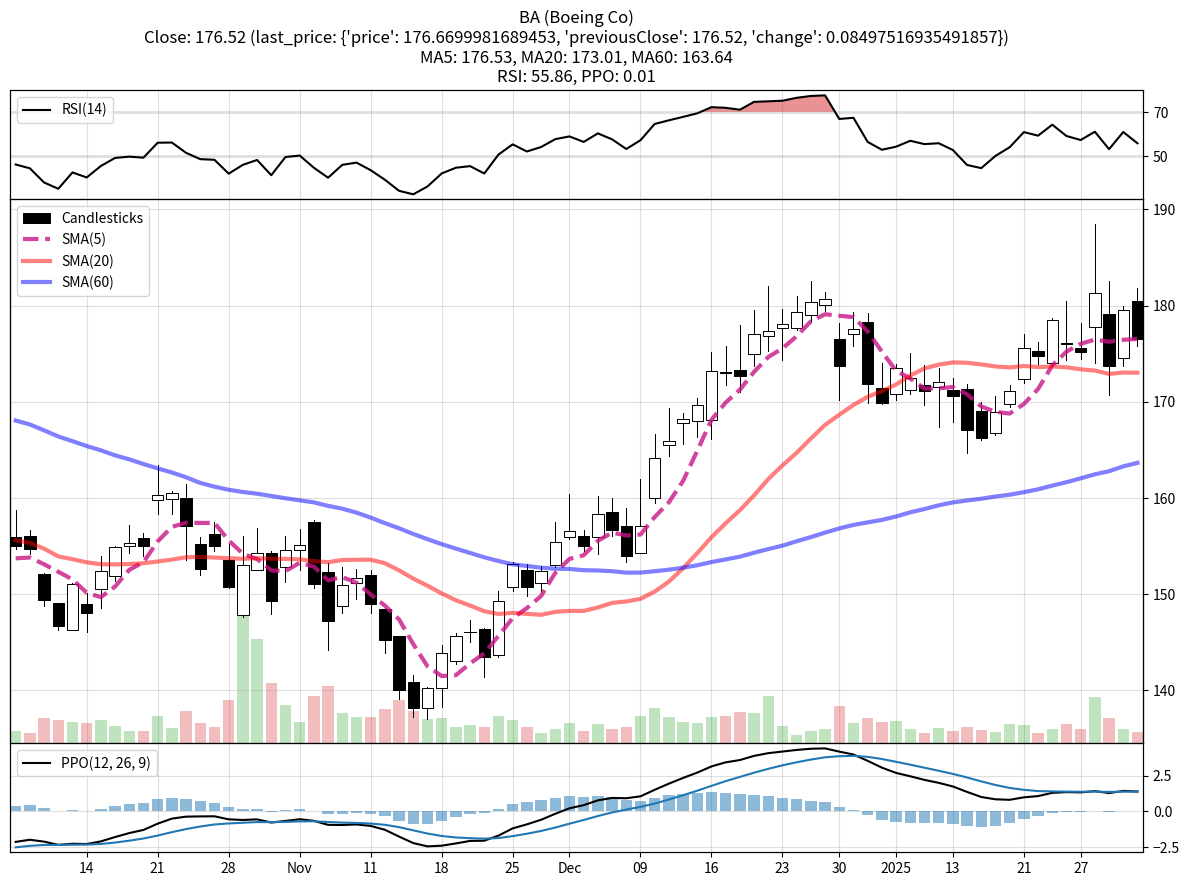 BA (Boeing Co)
Close: 176.52 (last_price: {'price': 176.6699981689453, 'previousClose': 176.52, 'change': 0.08497516935491857})
MA5: 176.53, MA20: 173.01, MA60: 163.64
RSI: 55.86, PPO: 0.01
RSI(14)
70
50
Candlesticks
SMA(5)
SMA(20)
SMA(60)
190
180
170
160
150
140
PPO(12, 26, 9)
2.5
0.0
−2.5
14 21 28 Nov 11 18 25 Dec 09 16 23 30 2025 13 21 27